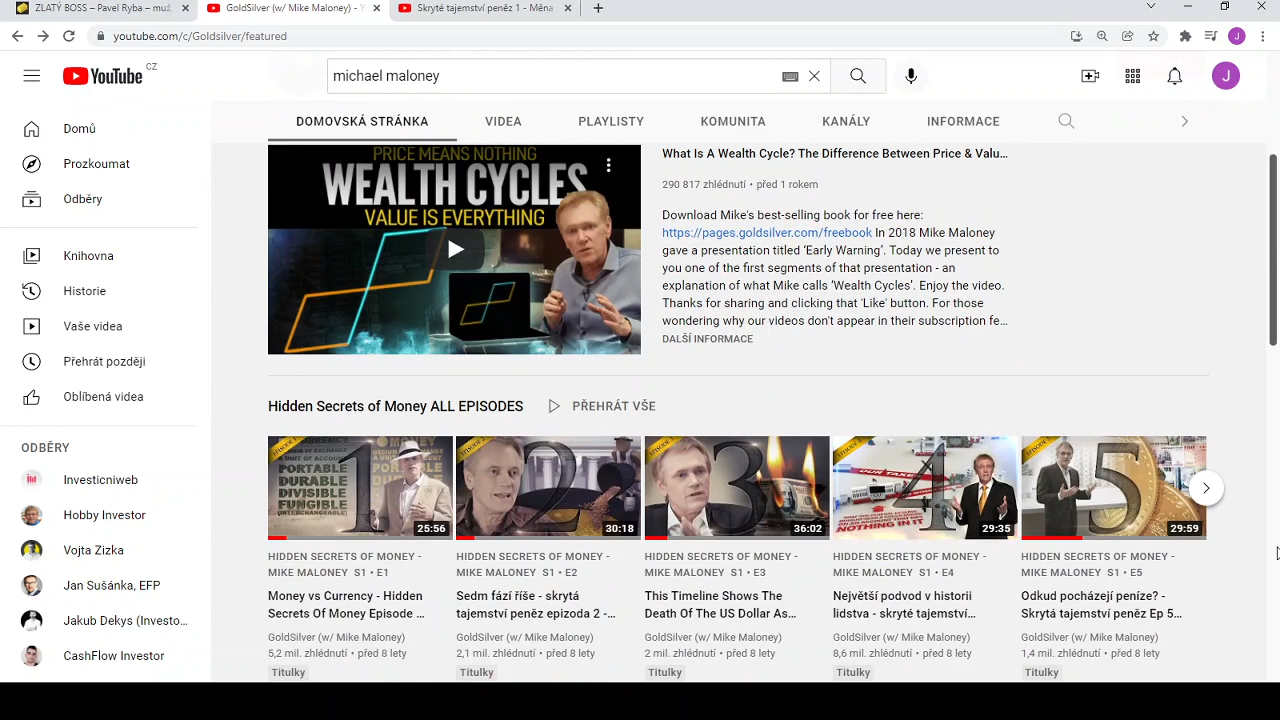 ZLATÝ BOSS – Pavel Ryba – muž,
GoldSilver (w/ Mike Maloney) - Y
Skryté tajemství peněz 1 - Měna
youtube.com/c/Goldsilver/featured
J
YouTube CZ
michael maloney
J
DOMOVSKÁ STRÁNKA
VIDEA
PLAYLISTY
KOMUNITA
KANÁLY
INFORMACE
Domů
Prozkoumat
Odběry
Knihovna
Historie
Vaše videa
Přehrát později
Oblíbená videa
ODBĚRY
Investicniweb
Hobby Investor
Vojta Zizka
Jan Sušánka, EFP
Jakub Dekys (Investo...
CashFlow Investor
PRICE MEANS NOTHING
WEALTH CYCLES
VALUE IS EVERYTHING
What Is A Wealth Cycle? The Difference Between Price & Valu...
290 817 zhlédnutí • před 1 rokem
Download Mike's best-selling book for free here:
https://pages.goldsilver.com/freebook In 2018 Mike Maloney
gave a presentation titled ‘Early Warning’. Today we present to
you one of the first segments of that presentation - an
explanation of what Mike calls ‘Wealth Cycles’. Enjoy the video.
Thanks for sharing and clicking that 'Like' button. For those
wondering why our videos don't appear in their subscription fe...
DALŠÍ INFORMACE
Hidden Secrets of Money ALL EPISODES
PŘEHRÁT VŠE
PORTABLE
DURABLE
DIVISIBLE
FUNGIBLE
(INTERCHANGEABLE)
1
25:56
HIDDEN SECRETS OF MONEY -
MIKE MALONEY S1 • E1
Money vs Currency - Hidden
Secrets Of Money Episode ...
GoldSilver (w/ Mike Maloney)
5,2 mil. zhlédnutí • před 8 lety
Titulky
2
30:18
HIDDEN SECRETS OF MONEY -
MIKE MALONEY S1 • E2
Sedm fází říše - skrytá
tajemství peněz epizoda 2 -...
GoldSilver (w/ Mike Maloney)
2,1 mil. zhlédnutí • před 8 lety
Titulky
3
36:02
HIDDEN SECRETS OF MONEY -
MIKE MALONEY S1 • E3
This Timeline Shows The
Death Of The US Dollar As...
GoldSilver (w/ Mike Maloney)
2 mil. zhlédnutí • před 8 lety
Titulky
OUR TAXES
NOTHING IN IT
4
29:35
HIDDEN SECRETS OF MONEY -
MIKE MALONEY S1 • E4
Největší podvod v historii
lidstva - skryté tajemství...
GoldSilver (w/ Mike Maloney)
8,6 mil. zhlédnutí • před 8 lety
Titulky
5
29:59
HIDDEN SECRETS OF MONEY -
MIKE MALONEY S1 • E5
Odkud pocházejí peníze? -
Skrytá tajemství peněz Ep 5...
GoldSilver (w/ Mike Maloney)
1,4 mil. zhlédnutí • před 8 lety
Titulky